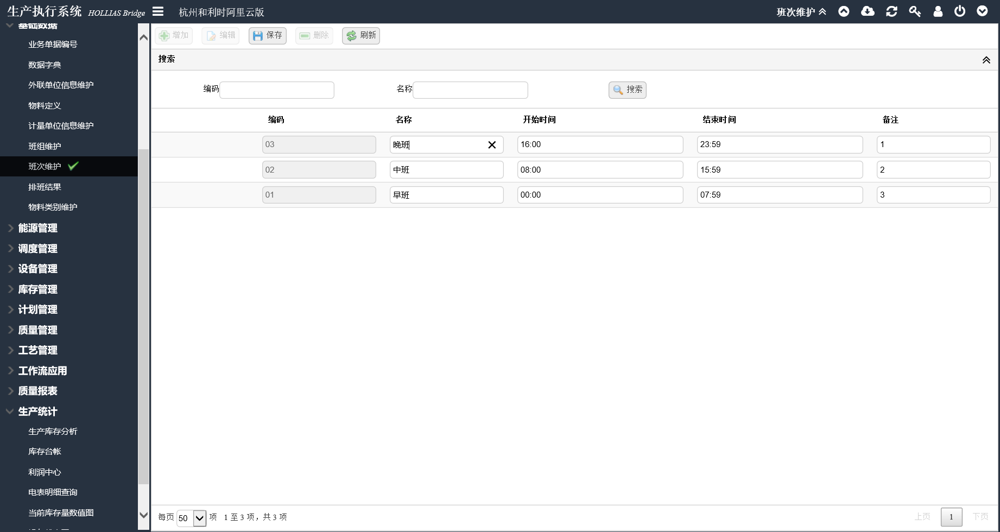 生产执行系统 HOLLIAS Bridge 杭州和利时阿里云版 班次维护
基础数据
业务单据编号
数据字典
外联单位信息维护
物料定义
计量单位信息维护
班组维护
班次维护
排班结果
物料类别维护
能源管理
调度管理
设备管理
库存管理
计划管理
质量管理
工艺管理
工作流应用
质量报表
生产统计
生产库存分析
库存台帐
利润中心
电表明细查询
当前库存量数值图
增加 编辑 保存 删除 刷新
搜索
编码 名称 搜索
编码 名称 开始时间 结束时间 备注
03 晚班 16:00 23:59 1
02 中班 08:00 15:59 2
01 早班 00:00 07:59 3
每页 50 项 1 至 3 项，共 3 项 上页 1 下页